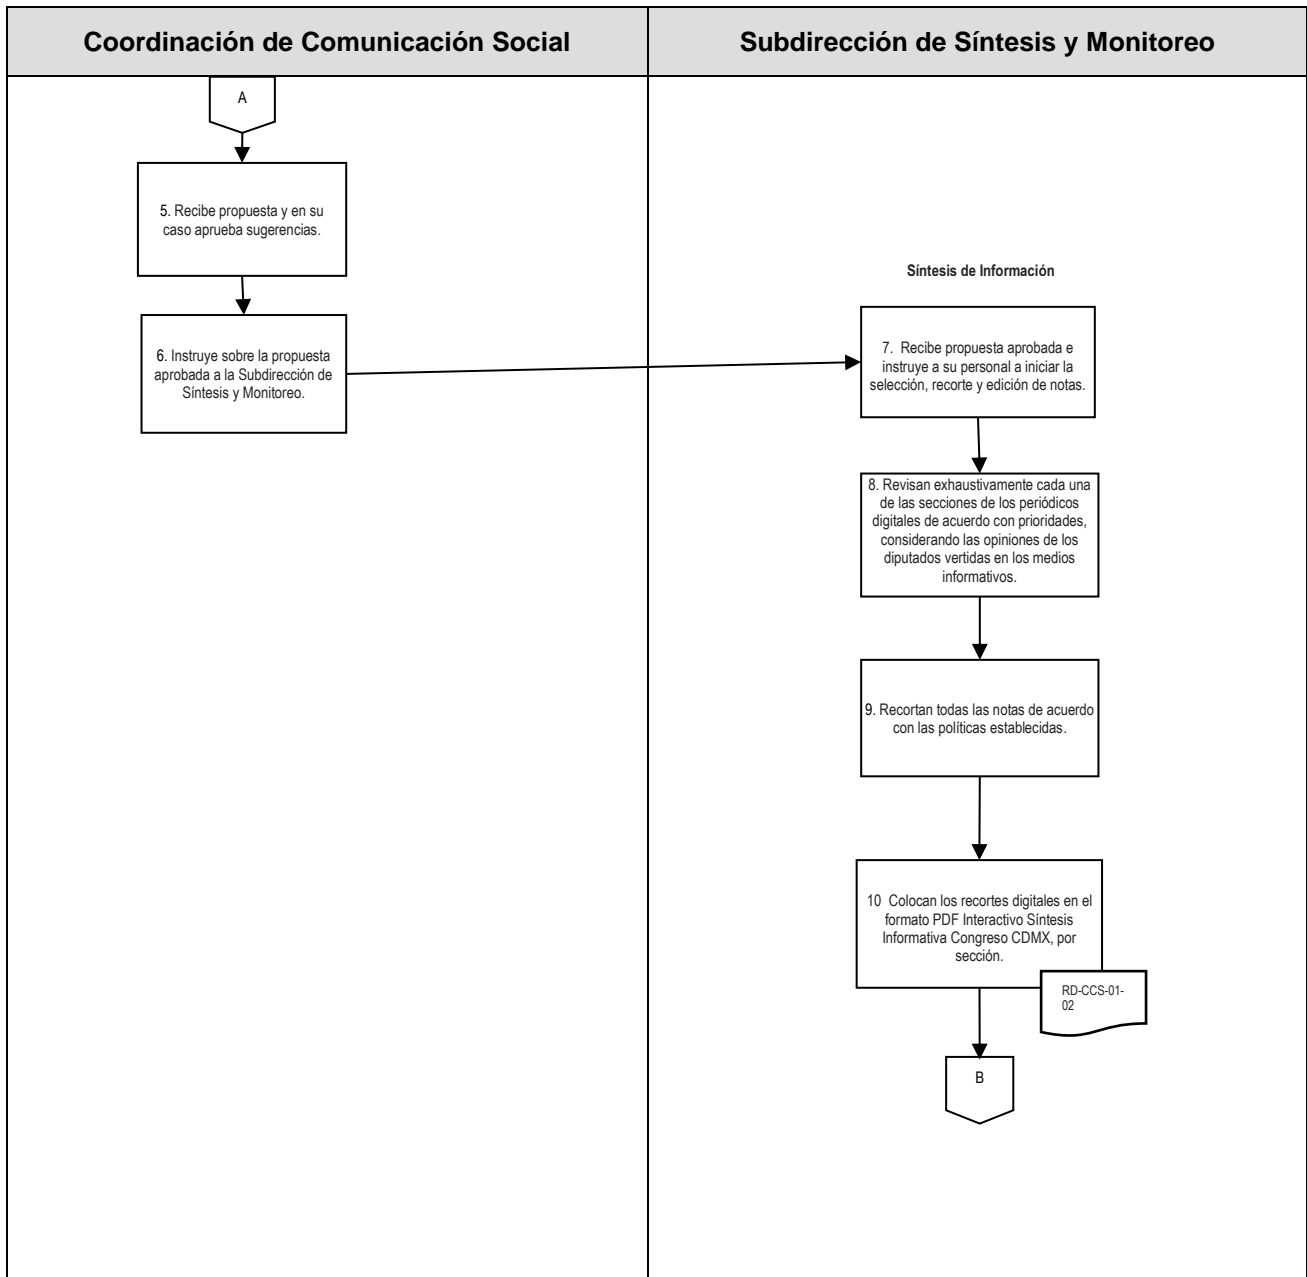 Coordinación de Comunicación Social
Subdirección de Síntesis y Monitoreo
A
5. Recibe propuesta y en su
caso aprueba sugerencias.
6. Instruye sobre la propuesta
aprobada a la Subdirección de
Síntesis y Monitoreo.
Síntesis de Información
7. Recibe propuesta aprobada e
instruye a su personal a iniciar la
selección, recorte y edición de notas.
8. Revisan exhaustivamente cada una
de las secciones de los periódicos
digitales de acuerdo con prioridades,
considerando las opiniones de los
diputados vertidas en los medios
informativos.
9. Recortan todas las notas de acuerdo
con las políticas establecidas.
10 Colocan los recortes digitales en el
formato PDF Interactivo Síntesis
Informativa Congreso CDMX, por
sección.
RD-CCS-01-
02
B